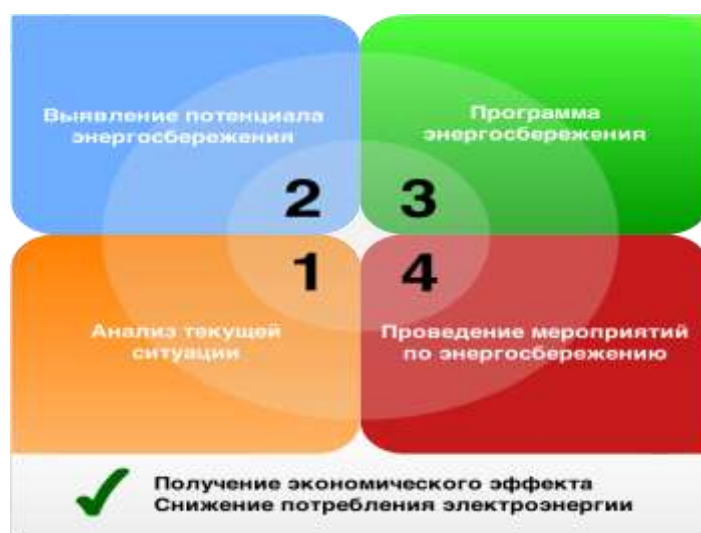 Выявление потенциала
энергосбережения
2
Программа
энергосбережения
3
1
Анализ текущей
ситуации
4
Проведение мероприятий
по энергосбережению
Получение экономического эффекта
Снижение потребления электроэнергии